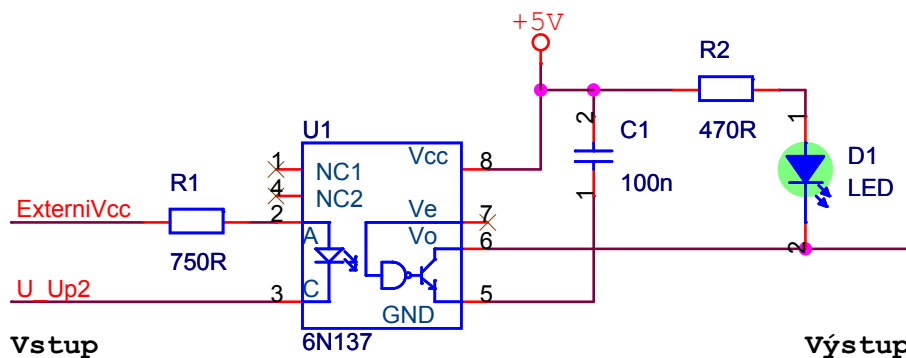 +5V
R2
470R
1
D1
LED
2
2
C1
100n
1
U1
Vcc
8
1
NC1
4
NC2
R1
ExterniVcc
2
A
750R
Ve
7
Vo
6
U_Up2
3
C
GND
5
6N137
Vstup
Výstup